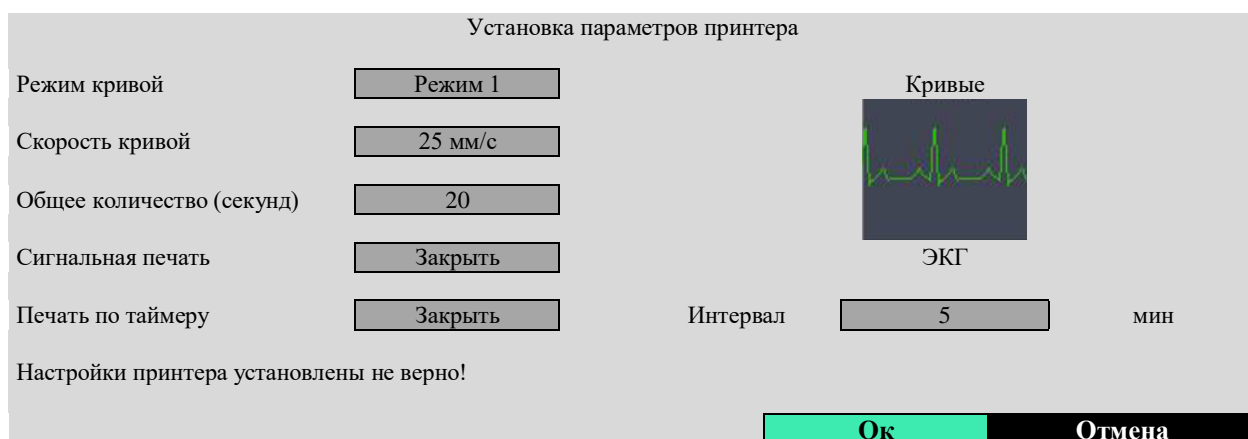 Установка параметров принтера
Режим кривой Режим 1 Кривые
Скорость кривой 25 мм/с
Общее количество (секунд) 20
Сигнальная печать Закрыть ЭКГ
Печать по таймеру Закрыть Интервал 5 мин
Настройки принтера установлены не верно!
Ок Отмена